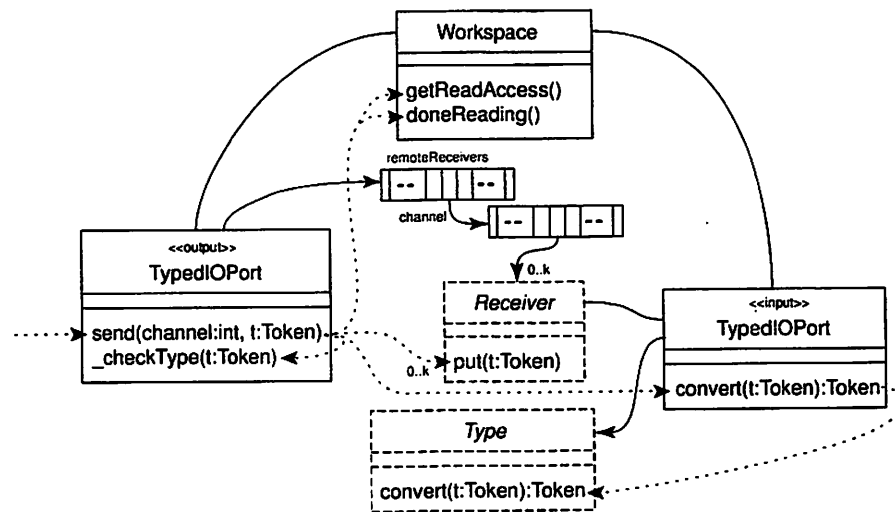 Workspace
getReadAccess()
doneReading()
remoteReceivers
-- --
channel
-- --
<<output>>
TypedIOPort
send(channel:int, t:Token)
_checkType(t:Token)
0..k
Receiver
put(t:Token)
0..k
<<input>>
TypedIOPort
convert(t:Token):Token
Type
convert(t:Token):Token